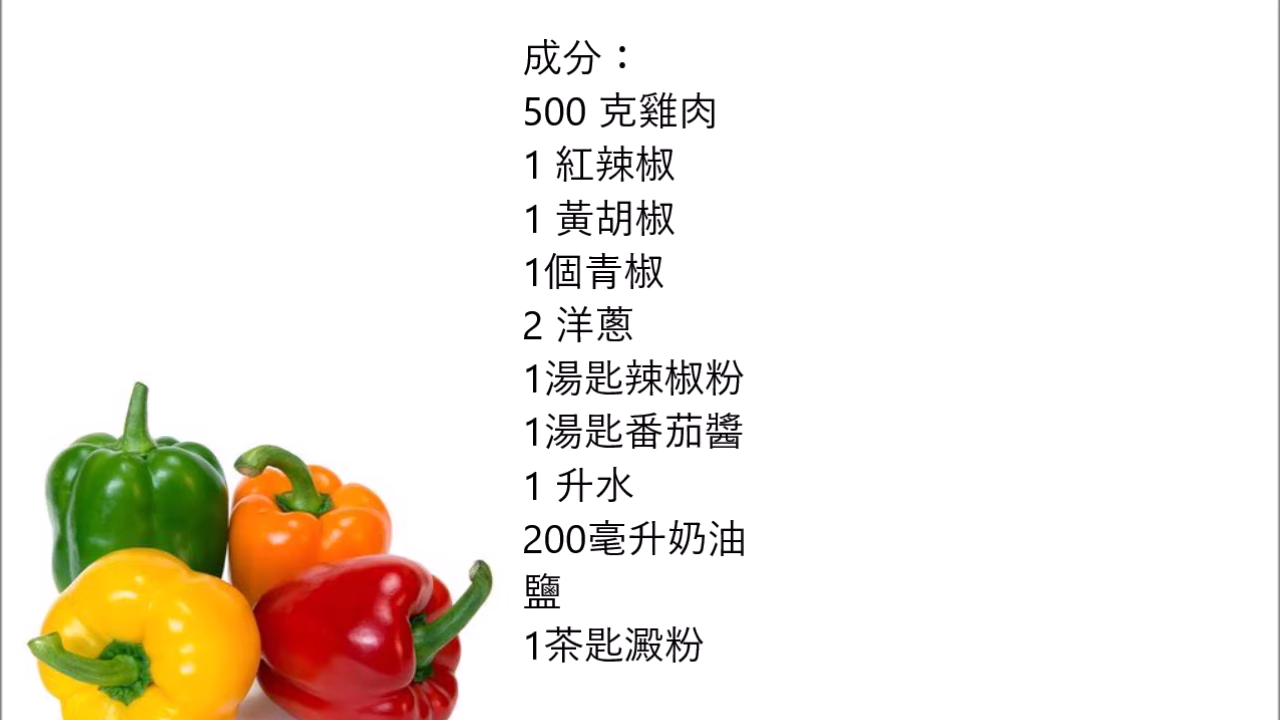 成分：
500 克雞肉
1 紅辣椒
1 黃胡椒
1個青椒
2 洋蔥
1湯匙辣椒粉
1湯匙番茄醬
1 升水
200毫升奶油
鹽
1茶匙澱粉